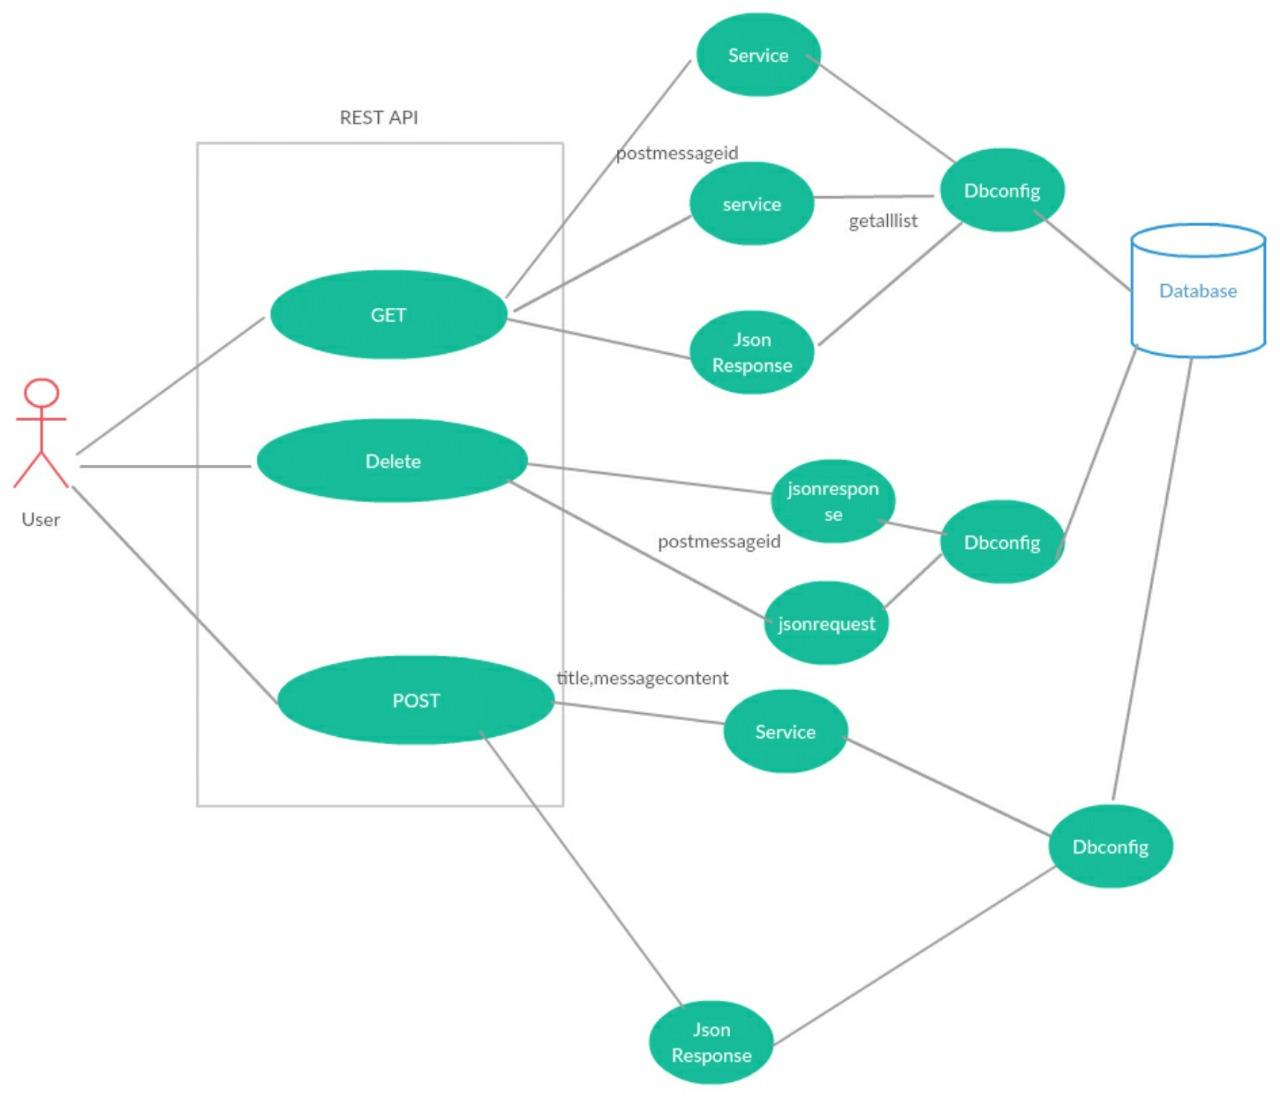 Service
REST API
postmessageid
Dbconfig
service
getalllist
Database
GET
Json
Response
Delete
jsonrespon
se
User
postmessageid
Dbconfig
jsonrequest
title,messagecontent
POST
Service
Dbconfig
Json
Response